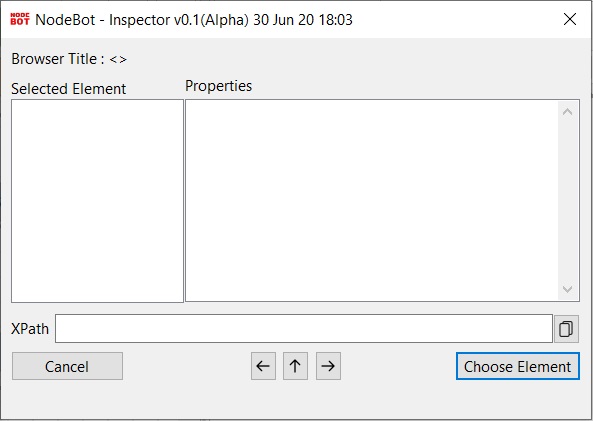 NODE
BOT
NodeBot - Inspector v0.1(Alpha) 30 Jun 20 18:03
Browser Title : <>
Selected Element
Properties
XPath
Cancel
Choose Element